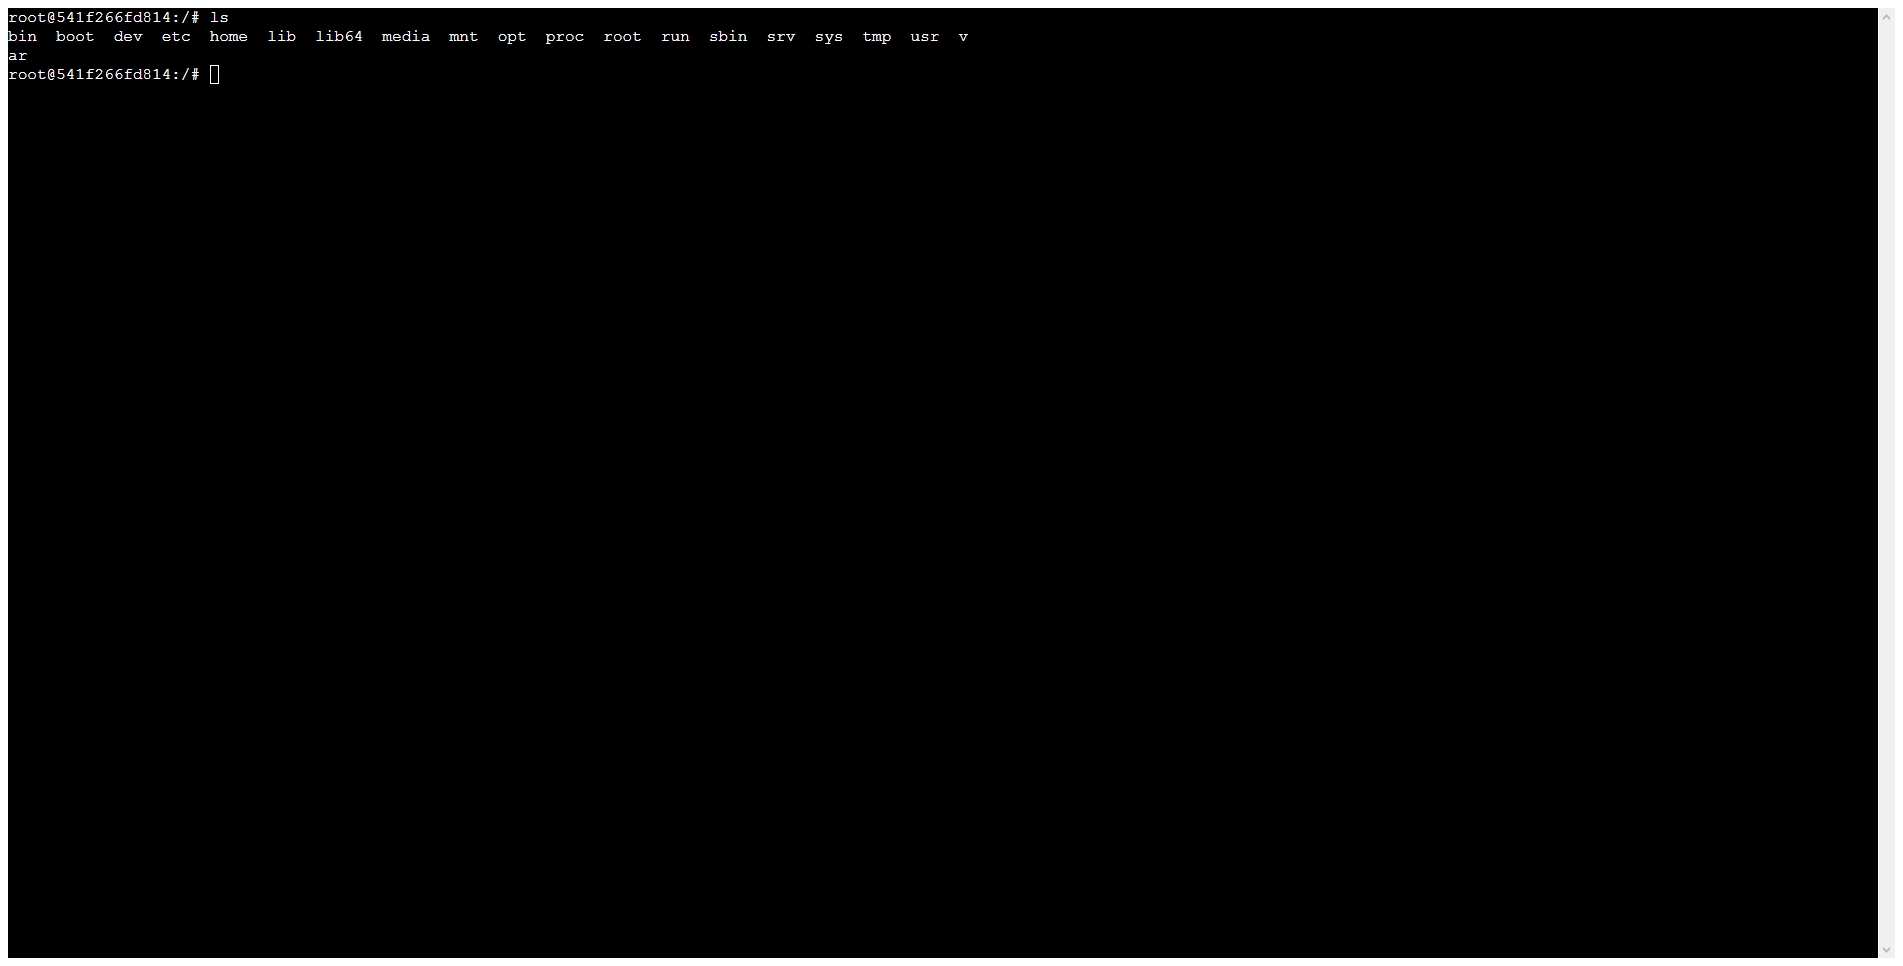 root@541f266fd814:/# ls
bin  boot  dev  etc  home  lib  lib64  media  mnt  opt  proc  root  run  sbin  srv  sys  tmp  usr  v
ar
root@541f266fd814:/#